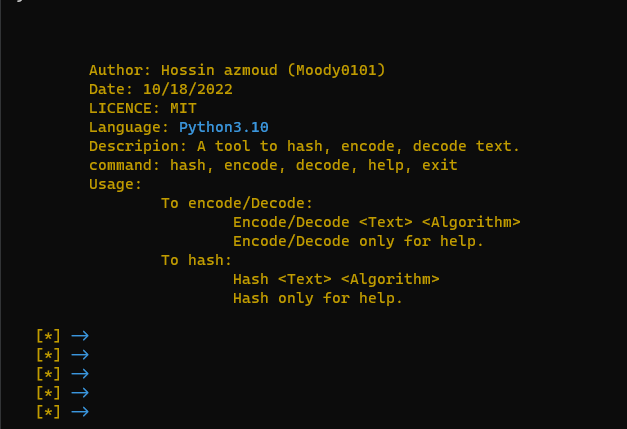 Author: Hossin azmoud (Moody0101)
Date: 10/18/2022
LICENCE: MIT
Language: Python3.10
Descripion: A tool to hash, encode, decode text.
command: hash, encode, decode, help, exit
Usage:
To encode/Decode:
Encode/Decode <Text> <Algorithm>
Encode/Decode only for help.
To hash:
Hash <Text> <Algorithm>
Hash only for help.
[*] →
[*] →
[*] →
[*] →
[*] →